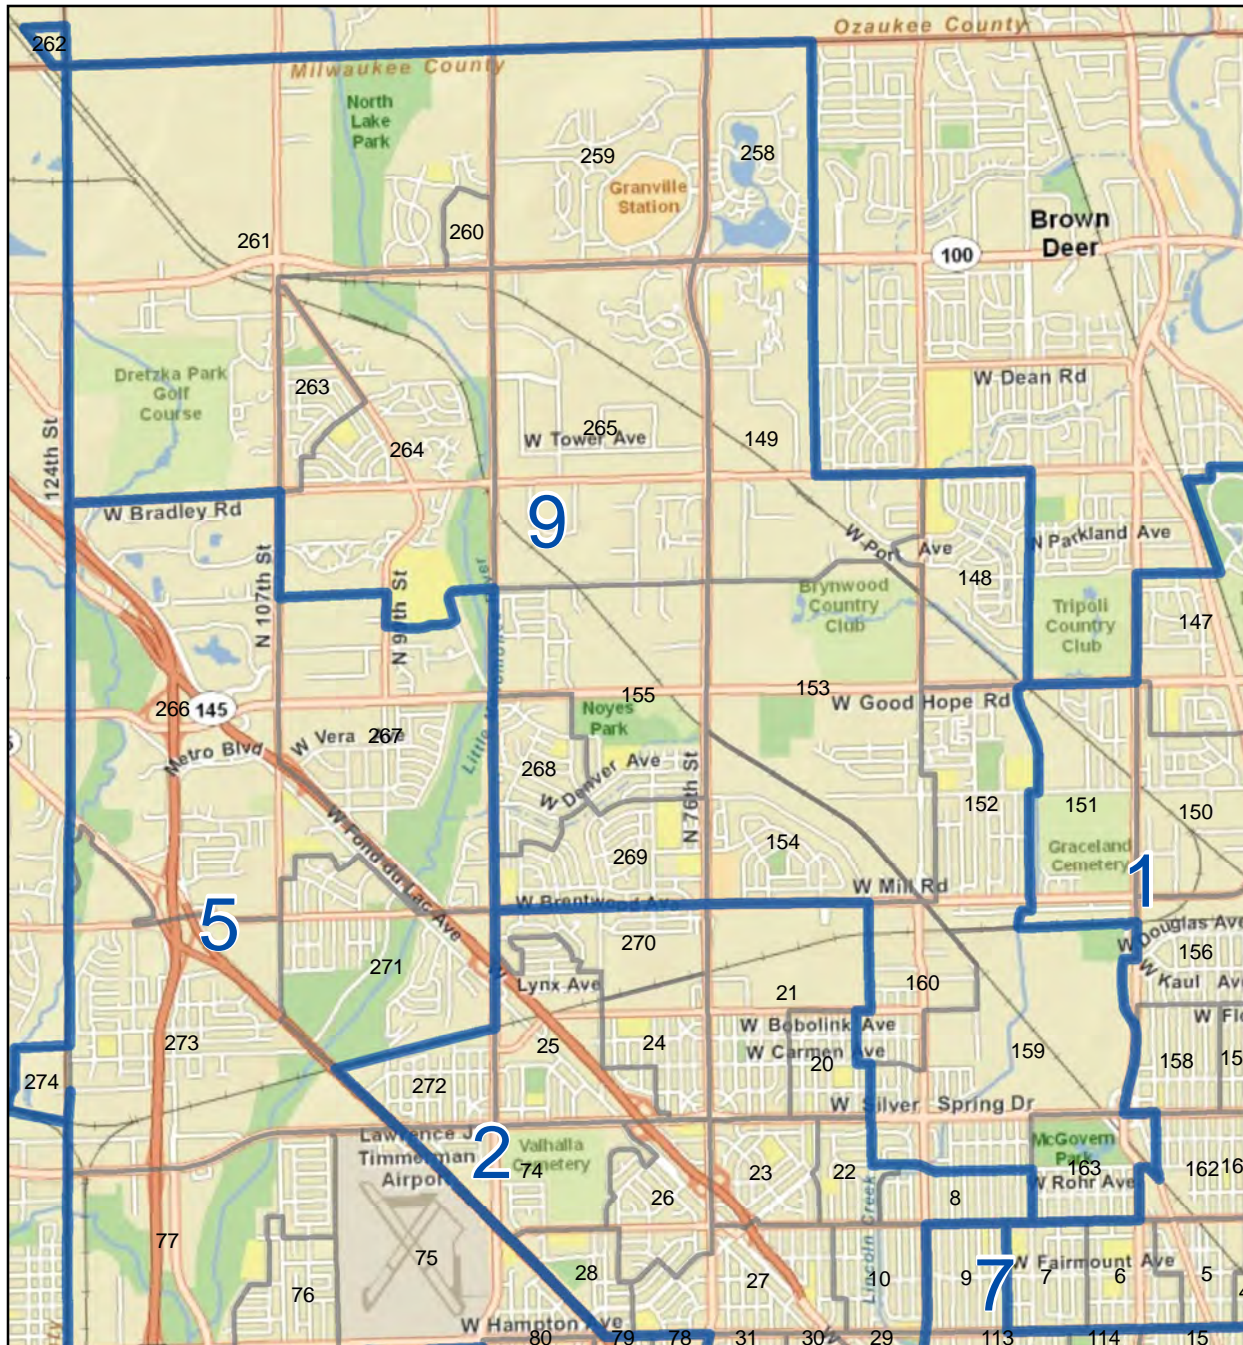 Ozaukee County
262
Milwaukee County
North
Lake
Park
259
258
Granville
Station
260
261
Brown
Deer
100
W Dean Rd
Dretzka Park
Golf
Course
263
264
265
W Tower Ave
149
124th St
9
W Bradley Rd
W Port Ave
N Parkland Ave
148
N 107th St
Brynwood
Country
Club
Tripoli
Country
Club
147
155
153
W Good Hope Rd
266
145
Noyes
Park
Metro Blvd
W Vera
267
268
W Denver Ave
N 76th St
152
151
150
W Fond du Lac Ave
269
154
Graceland
Cemetery
1
W Mill Rd
W Brentwood Ave
5
270
W Douglas Ave
156
271
Lynx Ave
21
160
W Kaul Ave
W Bobolink Ave
273
25
24
W Carmen Ave
20
159
158
274
272
W Silver Spring Dr
Lawrence J
Timmerman
Airport
2
Valhalla
Cemetery
74
McGovern
Park
163
162
23
22
26
W Rohr Ave
8
Lincoln Creek
77
75
76
28
27
10
9
7
W Fairmount Ave
7
6
5
W Hampton Ave
80
79
78
31
30
29
113
114
15